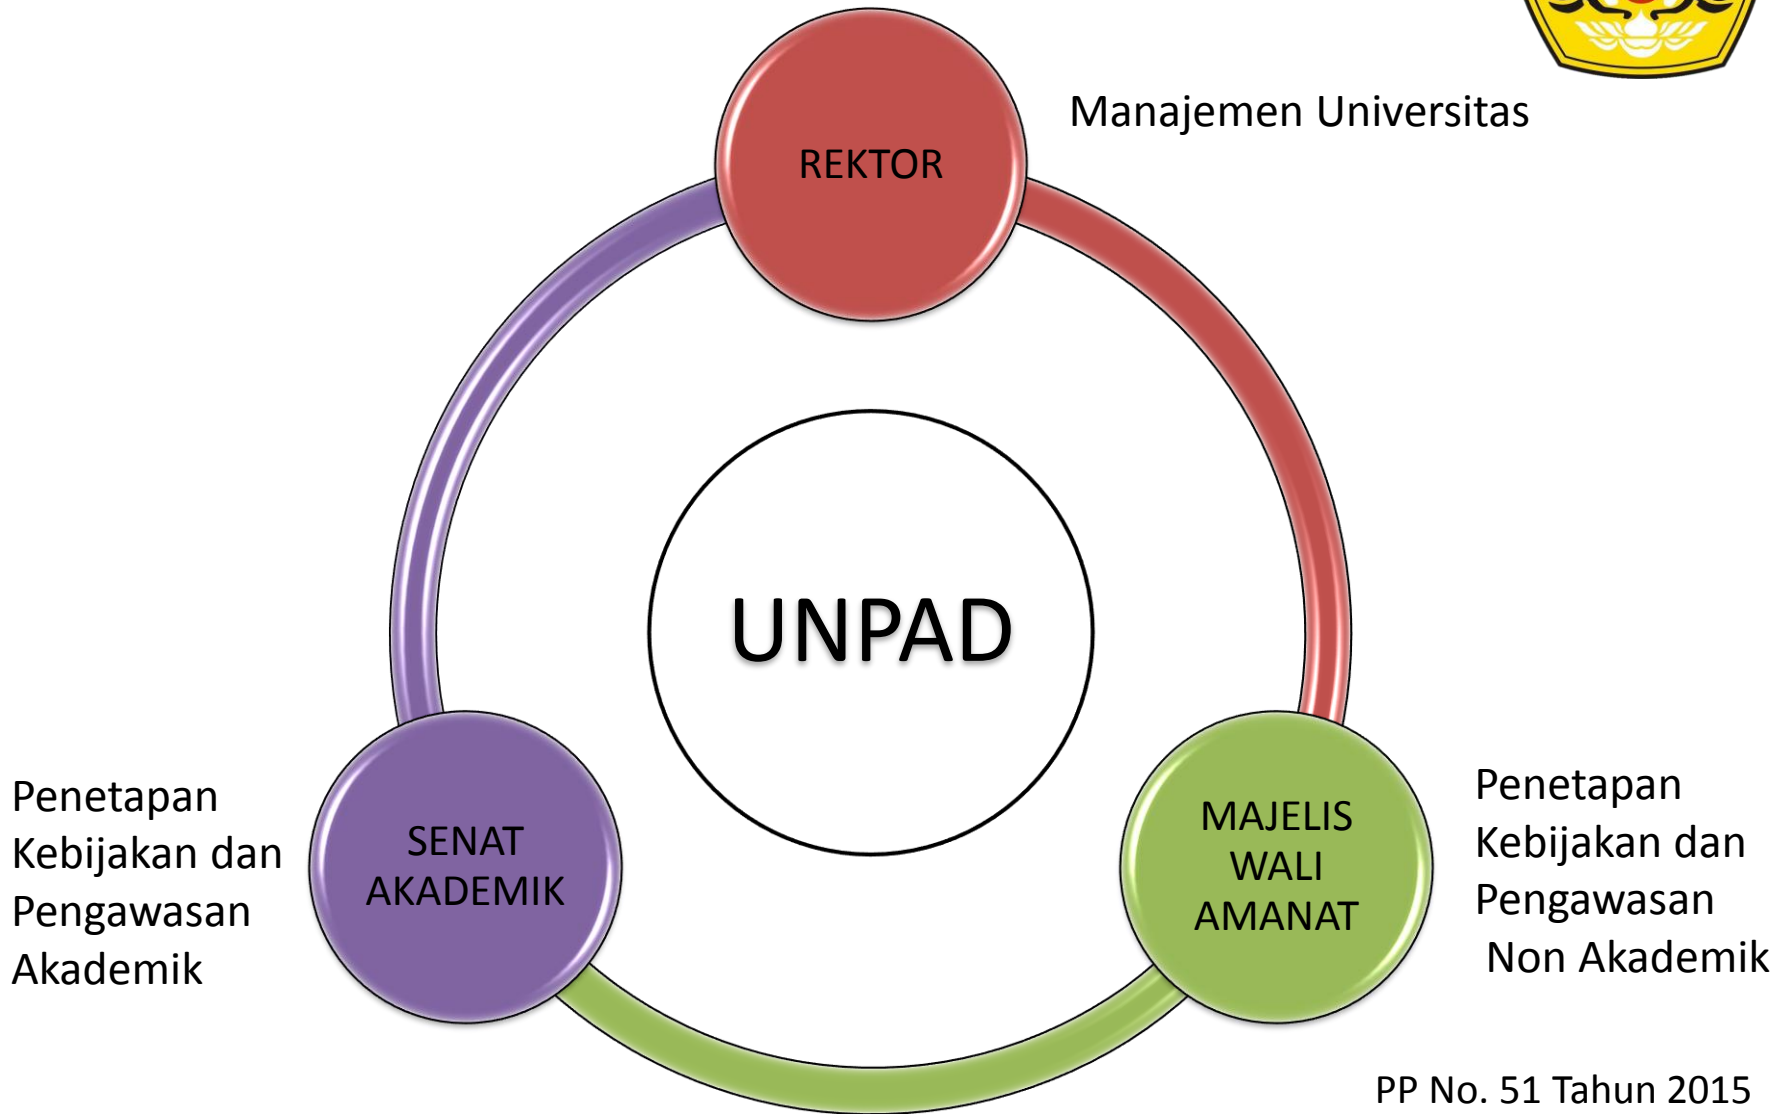 REKTOR
Manajemen Universitas
UNPAD
Penetapan
Kebijakan dan
Pengawasan
Akademik
SENAT
AKADEMIK
MAJELIS
WALI
AMANAT
Penetapan
Kebijakan dan
Pengawasan
Non Akademik
PP No. 51 Tahun 2015